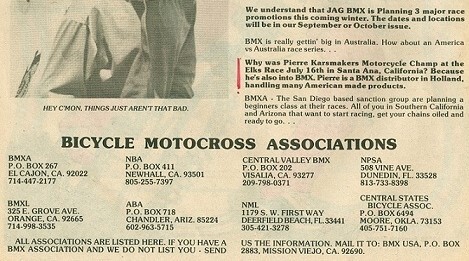 We understand that JAG BMX is Planning 3 major race
promotions this coming winter. The dates and locations
will be in our September or October issue.
BMX is really gettin' big in Australia. How about an America
vs Australia race series. . .
Why was Pierre Karsmakers Motorcycle Champ at the
Elks Race July 16th in Santa Ana, California? Because
he's also into BMX. Pierre is a BMX distributor in Holland,
handling many American made products.
BMXA - The San Diego based sanction group are planning a
beginners class at their races. All of you in Southern California
and Arizona that want to start racing, get your chains oiled and
ready to go. . .
HEY C'MON, THINGS JUST AREN'T THAT BAD.
BICYCLE MOTOCROSS ASSOCIATIONS
BMXA
P.O. BOX 267
EL CAJON, CA. 92022
714-447-2177
NBA
P.O. BOX 411
NEWHALL, CA. 93501
805-255-7397
CENTRAL VALLEY BMX
P.O. BOX 202
VISALIA, CA. 93277
209-798-0371
NPSA
508 VINE AVE.
DUNEDIN, FL. 33528
813-733-8398
BMXL
325 E. GROVE AVE.
ORANGE, CA. 92665
714-998-3535
ABA
P.O. BOX 718
CHANDLER, ARIZ. 85224
602-963-5715
NML
1179 S. W. FIRST WAY
DEERFIELD BEACH, FL.33441
305-421-3278
CENTRAL STATES
BICYCLE ASSOC.
P.O. BOX 6494
MOORE, OKLA. 73153
405-751-7160
ALL ASSOCIATIONS ARE LISTED HERE. IF YOU HAVE A
BMX ASSOCIATION AND WE DO NOT LIST YOU - SEND
US THE INFORMATION. MAIL IT TO: BMX USA, P.O. BOX
2883, MISSION VIEJO, CA. 92690.